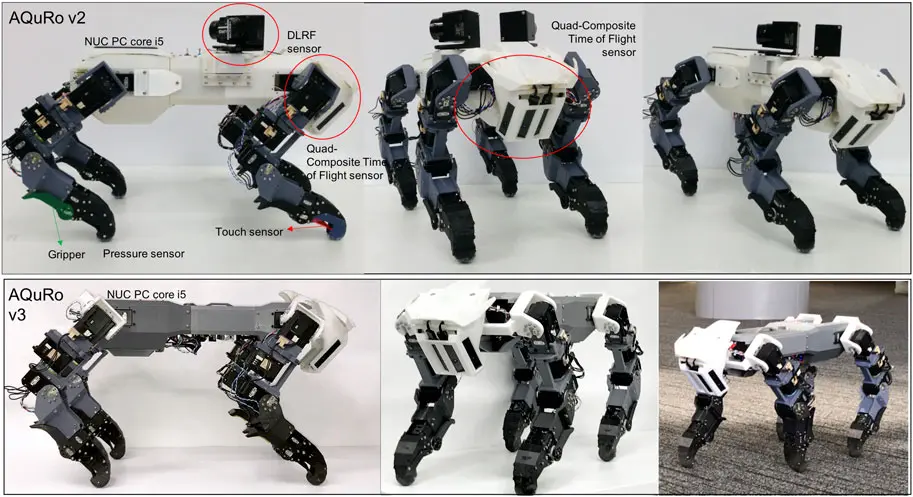 AQuRo v2
NUC PC core i5
DLRF
sensor
Quad-Composite
Time of Flight
sensor
Quad-
Composite Time
of Flight sensor
Touch sensor
Gripper
Pressure sensor
AQuRo
v3
NUC PC core i5